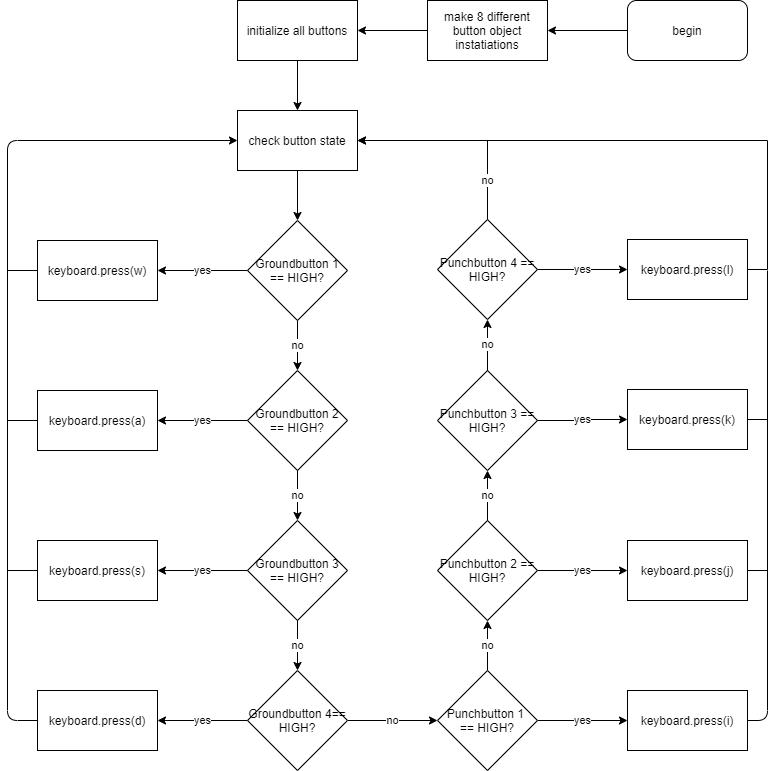 initialize all buttons
make 8 different
button object
instatiations
begin
check button state
no
keyboard.press(w)
yes
Groundbutton 1
== HIGH?
Punchbutton 4 ==
HIGH?
yes
keyboard.press(l)
no
no
keyboard.press(a)
yes
Groundbutton 2
== HIGH?
Punchbutton 3 ==
HIGH?
yes
keyboard.press(k)
no
no
keyboard.press(s)
yes
Groundbutton 3
== HIGH?
Punchbutton 2 ==
HIGH?
yes
keyboard.press(j)
no
no
keyboard.press(d)
yes
Groundbutton 4==
HIGH?
no
Punchbutton 1
== HIGH?
yes
keyboard.press(i)